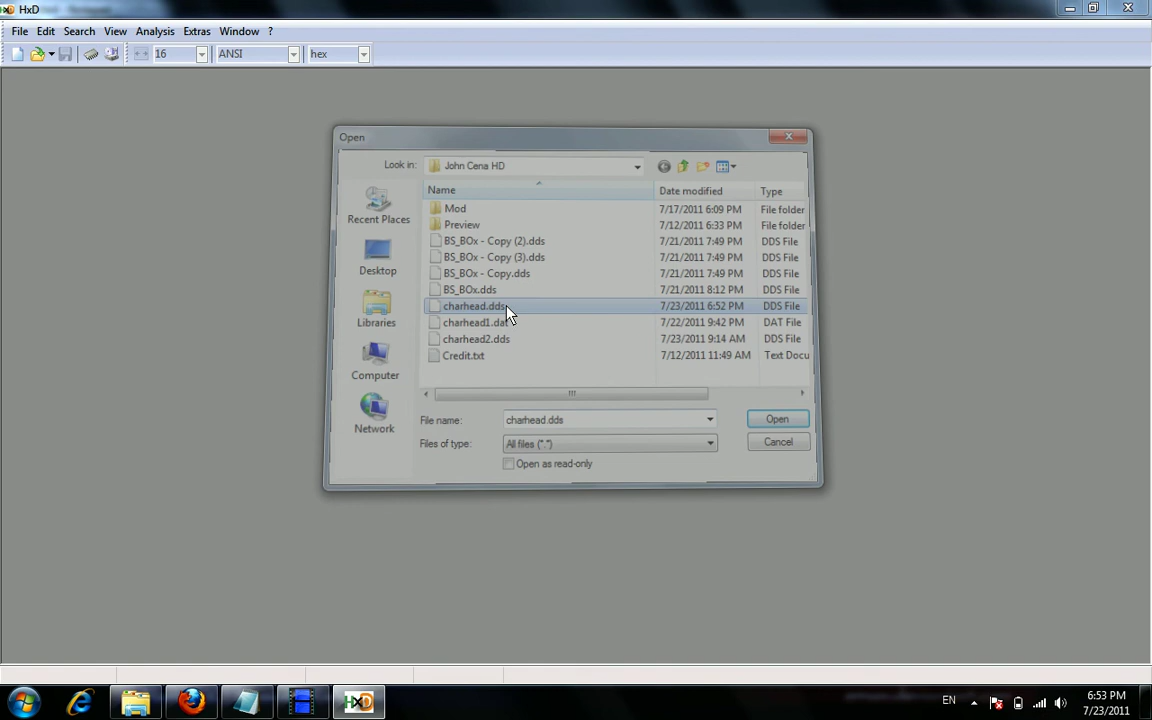 HxD
File Edit Search View Analysis Extras Window ?
16 ANSI hex
Open
Look in: John Cena HD
Name Date modified Type
Mod 7/17/2011 6:09 PM File folder
Preview 7/12/2011 6:33 PM File folder
BS_BOx - Copy (2).dds 7/21/2011 7:49 PM DDS File
BS_BOx - Copy (3).dds 7/21/2011 7:49 PM DDS File
BS_BOx - Copy.dds 7/21/2011 7:49 PM DDS File
BS_BOx.dds 7/21/2011 8:12 PM DDS File
charhead.dds 7/23/2011 6:52 PM DDS File
charhead1.dat 7/22/2011 9:42 PM DAT File
charhead2.dds 7/23/2011 9:14 AM DDS File
Credit.txt 7/12/2011 11:49 AM Text Docu
Recent Places
Desktop
Libraries
Computer
Network
File name: charhead.dds Open
Files of type: All files (*.*) Cancel
Open as read-only
HxD
EN
6:53 PM
7/23/2011